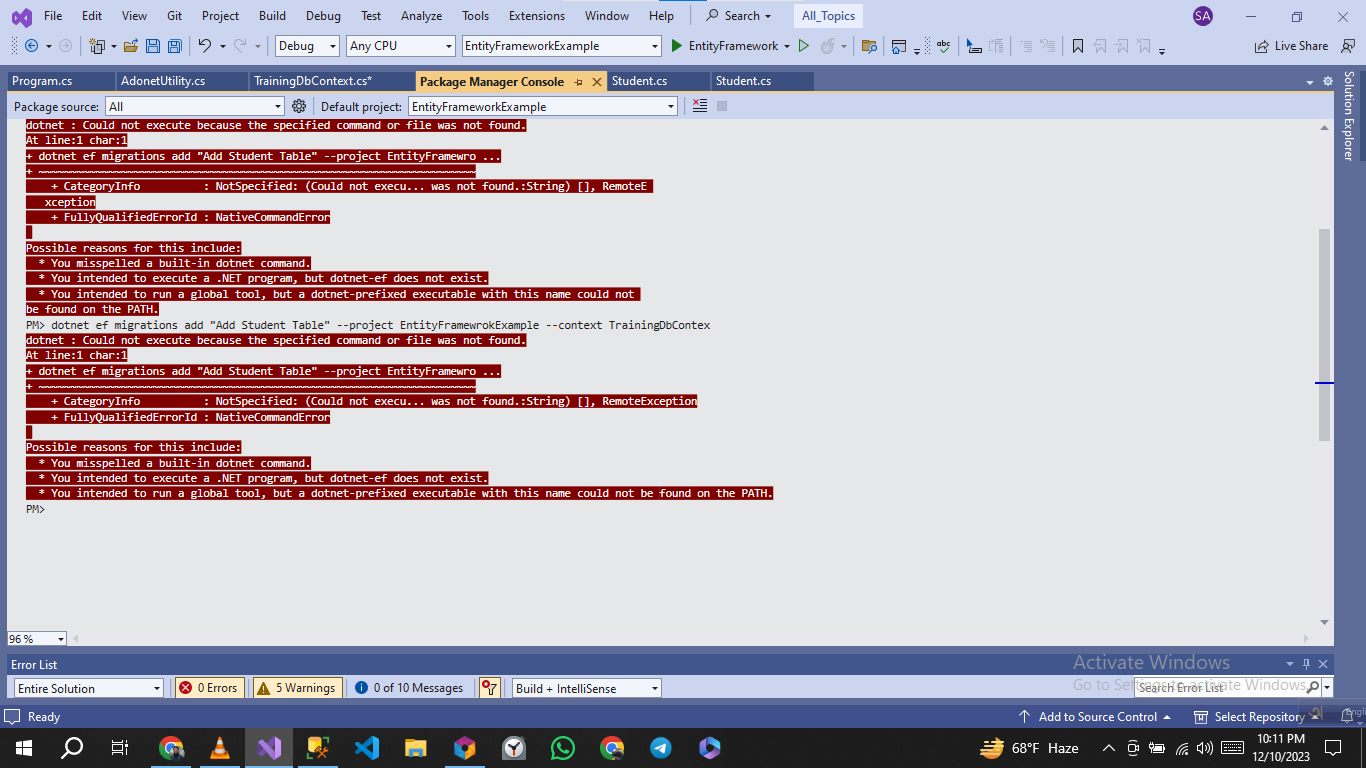 File Edit View Git Project Build Debug Test Analyze Tools Extensions Window Help Search All_Topics SA
Debug Any CPU EntityFrameworkExample EntityFramework Live Share
Program.cs AdonetUtility.cs TrainingDbContext.cs* Package Manager Console Student.cs Student.cs
Solution Explorer
Package source: All Default project: EntityFrameworkExample
dotnet : Could not execute because the specified command or file was not found.
At line:1 char:1
+ dotnet ef migrations add "Add Student Table" --project EntityFramewro ...
+ ~~~~~~~~~~~~~~~~~~~~~~~~~~~~~~~~~~~~~~~~~~~~~~~~~~~~~~~~~~~~~~~~~~~~~
+ CategoryInfo : NotSpecified: (Could not execu... was not found.:String) [], RemoteE
xception
+ FullyQualifiedErrorId : NativeCommandError
Possible reasons for this include:
* You misspelled a built-in dotnet command.
* You intended to execute a .NET program, but dotnet-ef does not exist.
* You intended to run a global tool, but a dotnet-prefixed executable with this name could not
be found on the PATH.
PM> dotnet ef migrations add "Add Student Table" --project EntityFramewrokExample --context TrainingDbContex
dotnet : Could not execute because the specified command or file was not found.
At line:1 char:1
+ dotnet ef migrations add "Add Student Table" --project EntityFramewro ...
+ ~~~~~~~~~~~~~~~~~~~~~~~~~~~~~~~~~~~~~~~~~~~~~~~~~~~~~~~~~~~~~~~~~~~~~
+ CategoryInfo : NotSpecified: (Could not execu... was not found.:String) [], RemoteException
+ FullyQualifiedErrorId : NativeCommandError
Possible reasons for this include:
* You misspelled a built-in dotnet command.
* You intended to execute a .NET program, but dotnet-ef does not exist.
* You intended to run a global tool, but a dotnet-prefixed executable with this name could not be found on the PATH.
PM>
96 %
Error List
Activate Windows
Go to Settings to activate Windows.
Entire Solution 0 Errors 5 Warnings 0 of 10 Messages Build + IntelliSense Search Error List
Ready Add to Source Control Select Repository Engli
68°F Haze 10:11 PM
12/10/2023